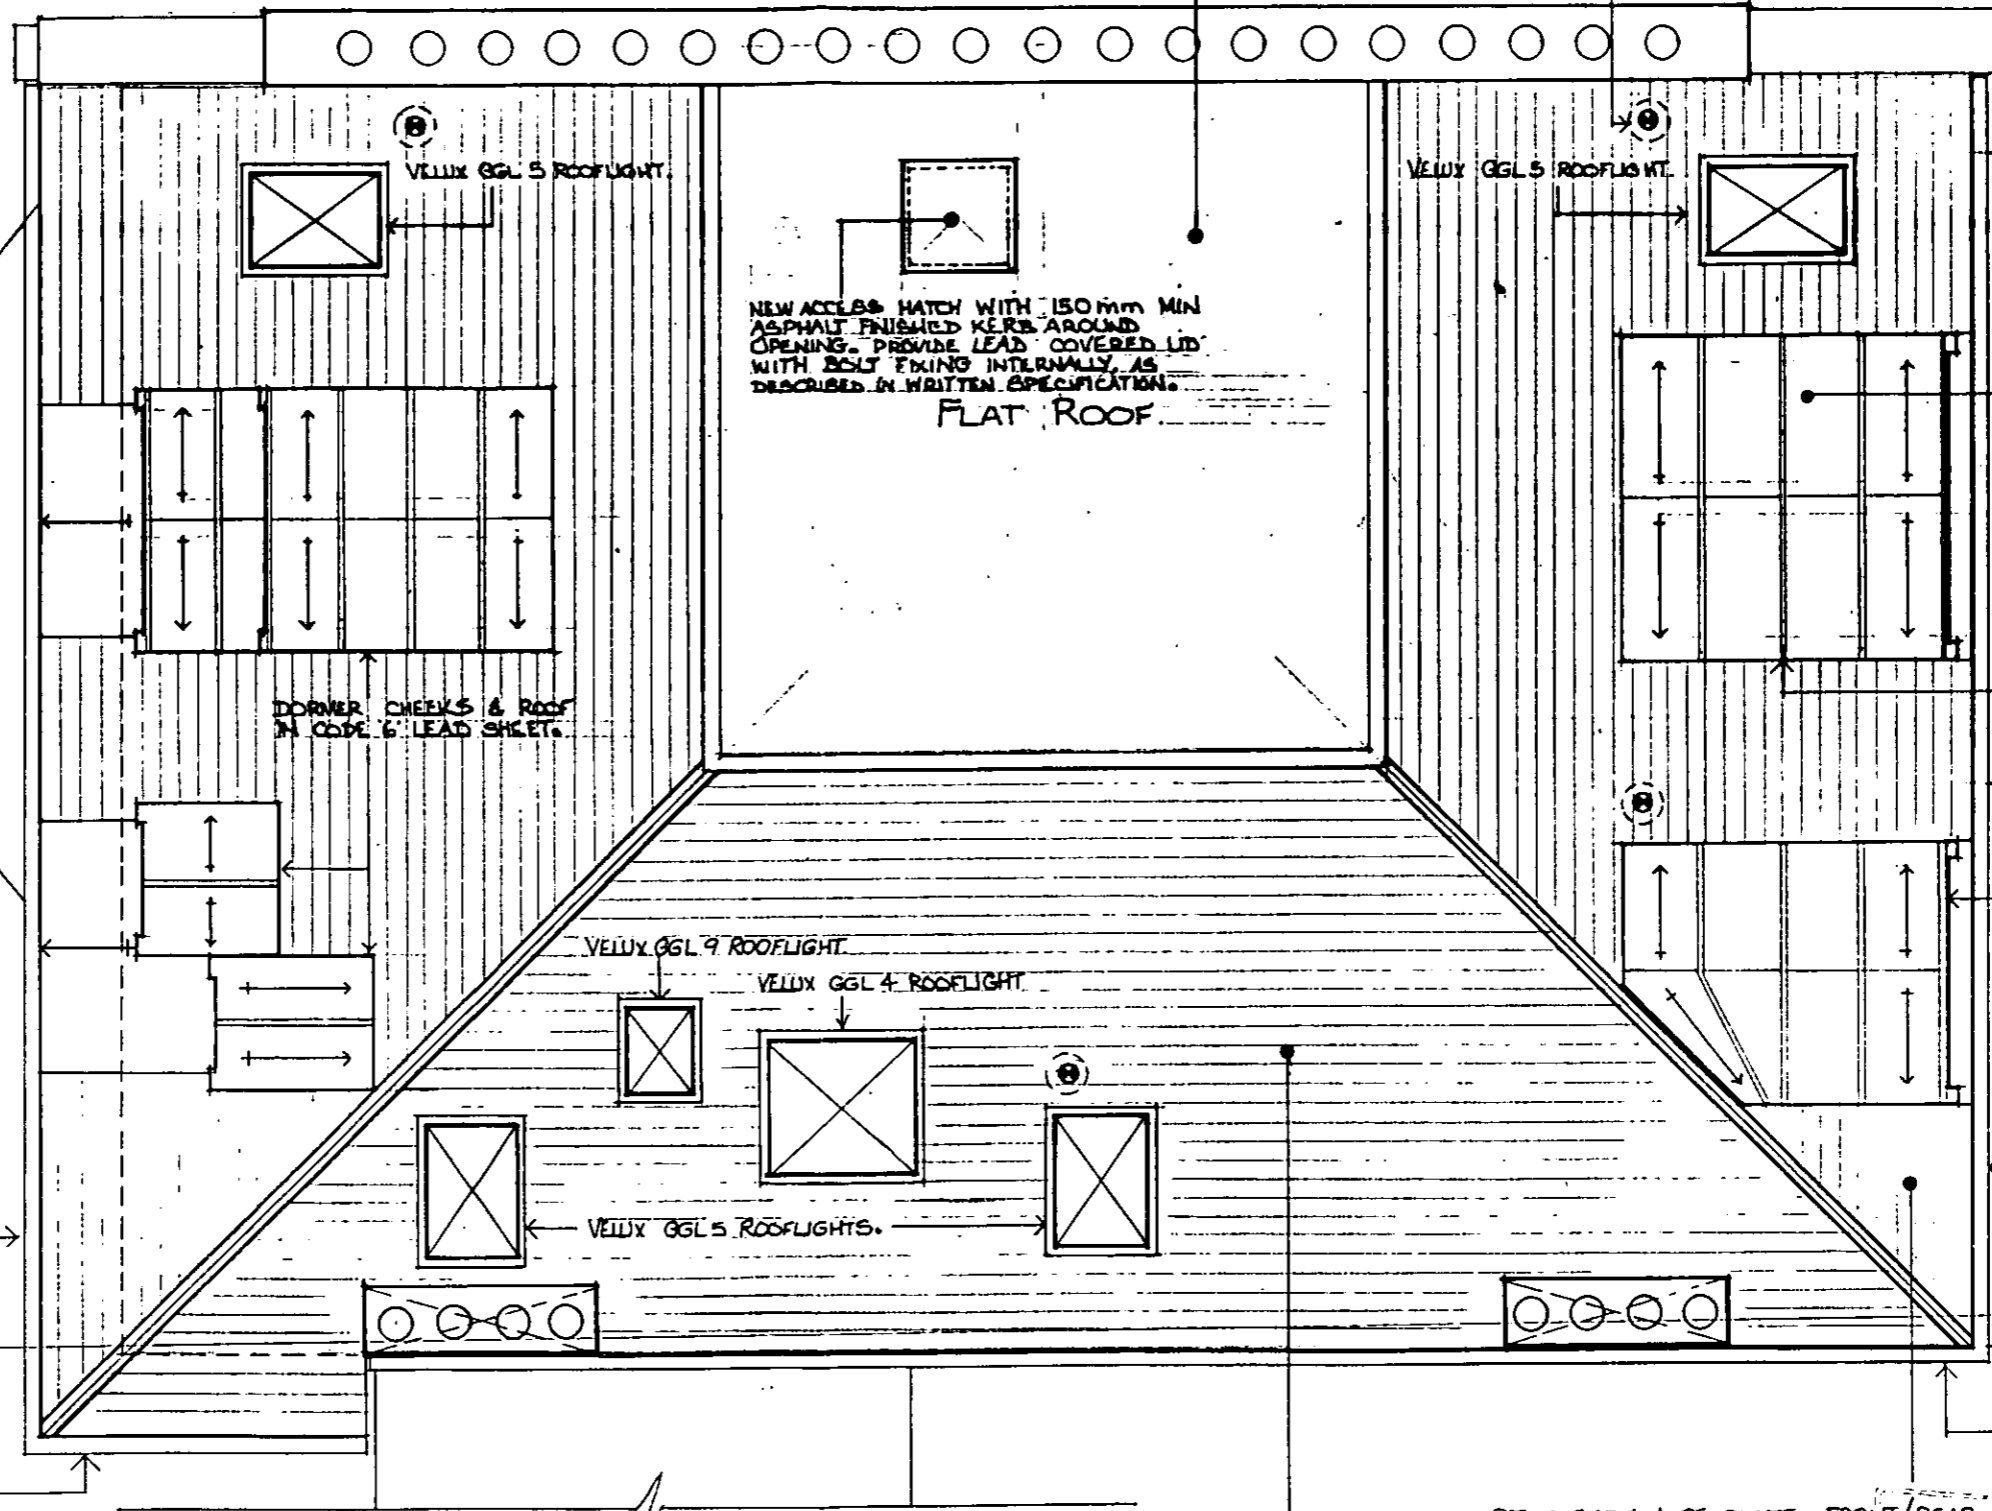 VELUX GGL 5 ROOFLIGHT.
VELUX GGL 5 ROOFLIGHT.
NEW ACCESS HATCH WITH 150mm MIN
ASPHALT FINISHED KERB AROUND
OPENING. PROVIDE LEAD COVERED LID
WITH BOLT FIXING INTERNALLY, AS
DESCRIBED IN WRITTEN SPECIFICATION.
FLAT ROOF.
DORMER CHEEKS & ROOF
IN CODE 6 LEAD SHEET.
VELUX GGL 9 ROOFLIGHT.
VELUX GGL 4 ROOFLIGHT
VELUX GGL 5 ROOFLIGHTS.